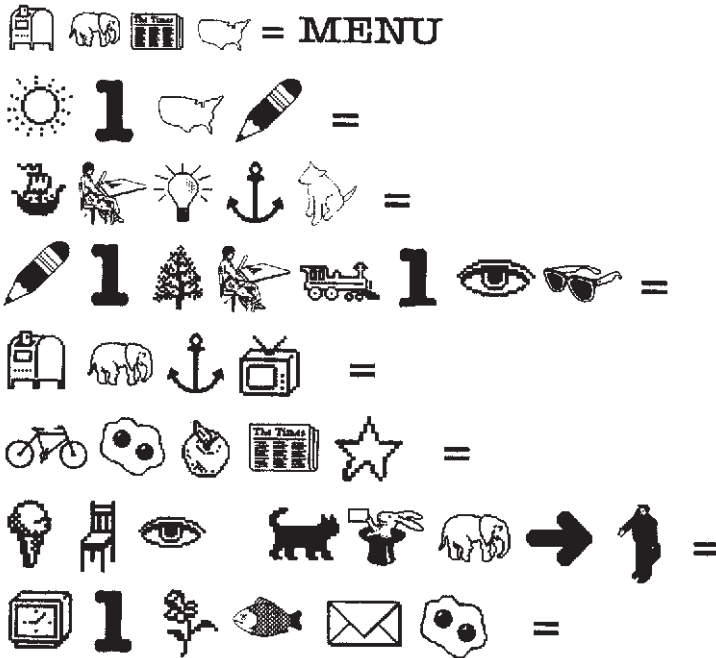 The Times = MENU
1 =
=
1 1 =
=
The Times =
=
1 =